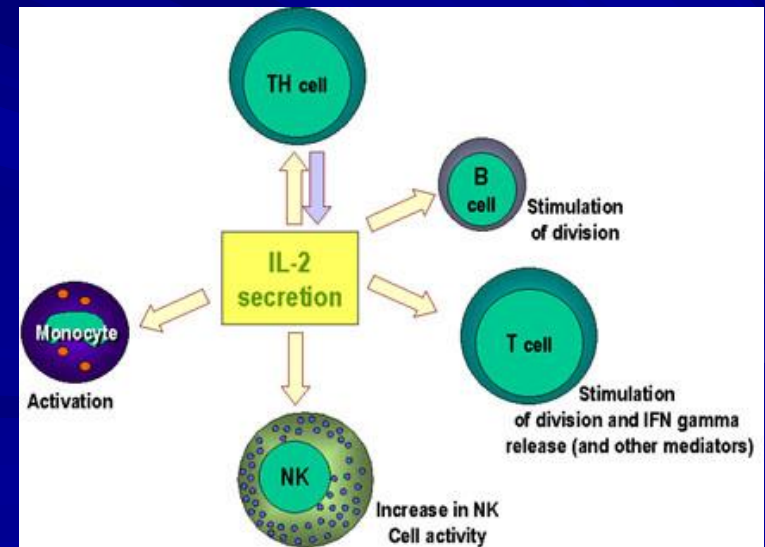 TH cell
B
cell
Stimulation
of division
IL-2
secretion
Monocyte
Activation
T cell
Stimulation
of division and IFN gamma
release (and other mediators)
NK
Increase in NK
Cell activity